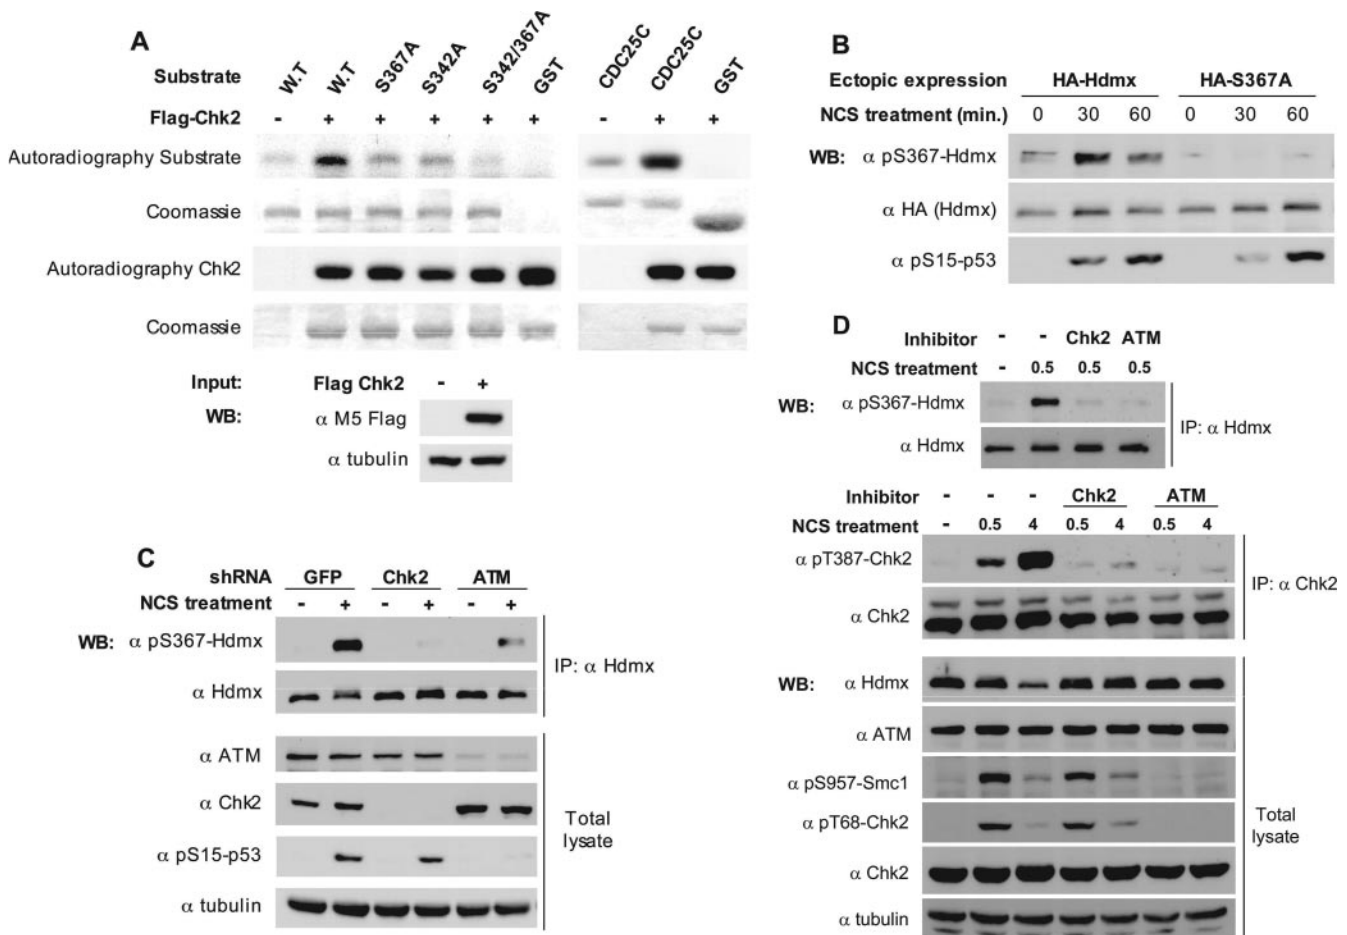 A
Substrate W.T W.T S367A S342A S342/367A GST CDC25C CDC25C GST
Flag-Chk2 - + + + + + - + +
Autoradiography Substrate
Coomassie
Autoradiography Chk2
Coomassie
Input: Flag Chk2 - +
WB: α M5 Flag
α tubulin
B
Ectopic expression HA-Hdmx HA-S367A
NCS treatment (min.) 0 30 60 0 30 60
WB: α pS367-Hdmx
α HA (Hdmx)
α pS15-p53
C
shRNA GFP Chk2 ATM
NCS treatment - + - + - +
WB: α pS367-Hdmx
α Hdmx
IP: α Hdmx
α ATM
α Chk2
α pS15-p53
α tubulin
Total
lysate
D
Inhibitor - - Chk2 ATM
NCS treatment - 0.5 0.5 0.5
WB: α pS367-Hdmx
α Hdmx
IP: α Hdmx
Inhibitor - - - Chk2 ATM
NCS treatment - 0.5 4 0.5 4 0.5 4
α pT387-Chk2
α Chk2
IP: α Chk2
WB: α Hdmx
α ATM
α pS957-Smc1
α pT68-Chk2
α Chk2
α tubulin
Total
lysate